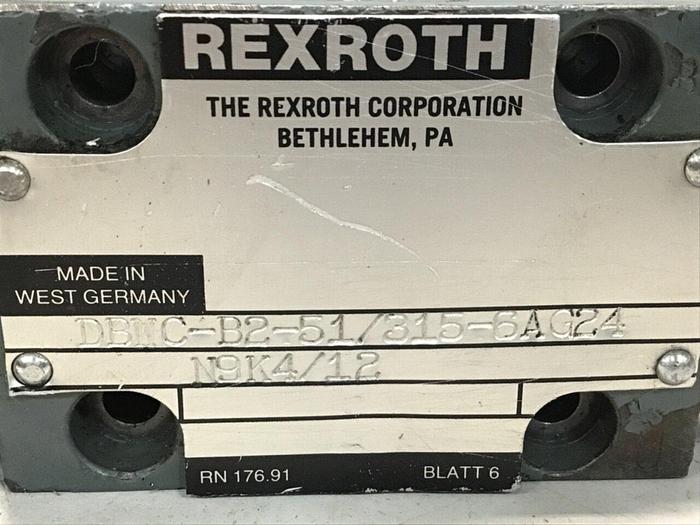 REXROTH
THE REXROTH CORPORATION
BETHLEHEM, PA
MADE IN
WEST GERMANY
DBWC-B2-51/315-6AG24
N9K4/12
RN 176.91 BLATT 6